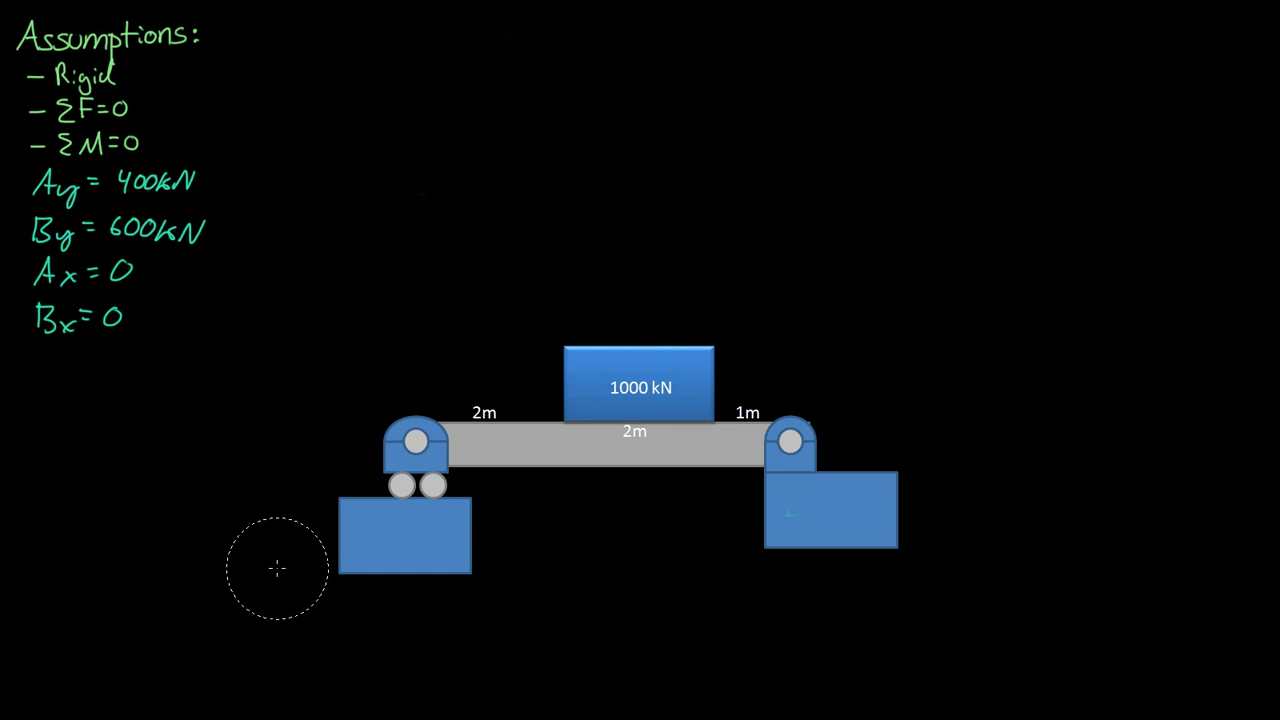 Assumptions:
- Rigid
- ΣF=0
- ΣM=0
Ay = 400kN
By = 600kN
Ax = 0
Bx = 0
1000 kN
2m
1m
2m